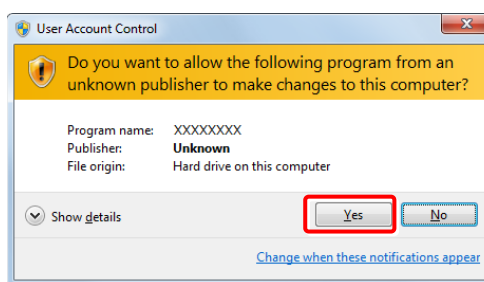 User Account Control
Do you want to allow the following program from an
unknown publisher to make changes to this computer?
Program name: XXXXXXXX
Publisher: Unknown
File origin: Hard drive on this computer
Show details
Yes
No
Change when these notifications appear